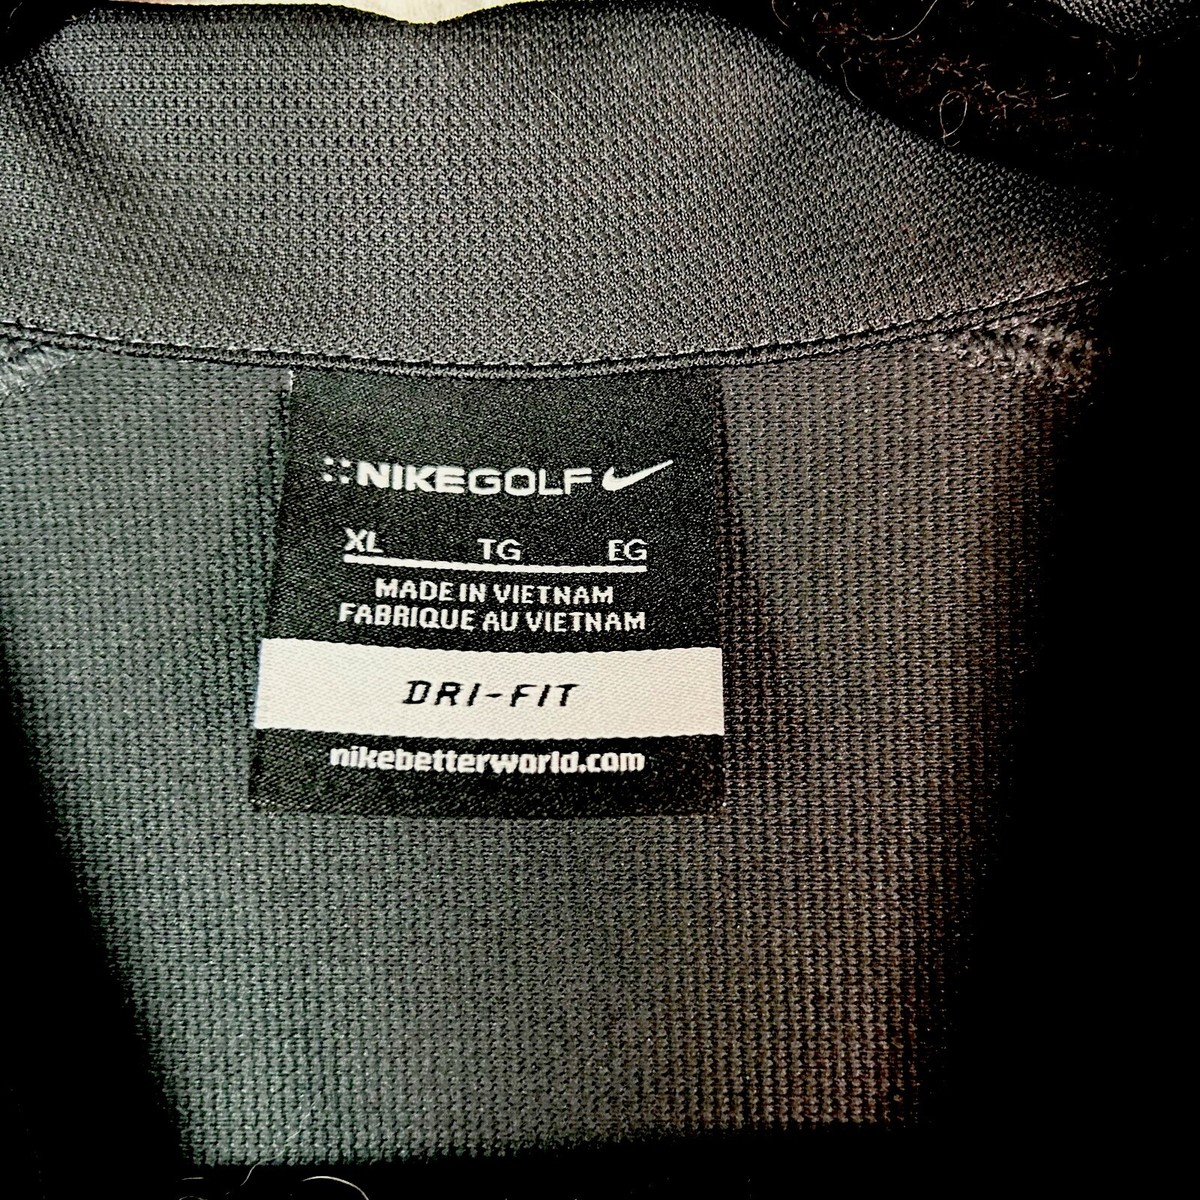 NIKEGOLF
XL TG EG
MADE IN VIETNAM
FABRIQUE AU VIETNAM
DRI-FIT
nikebetterworld.com